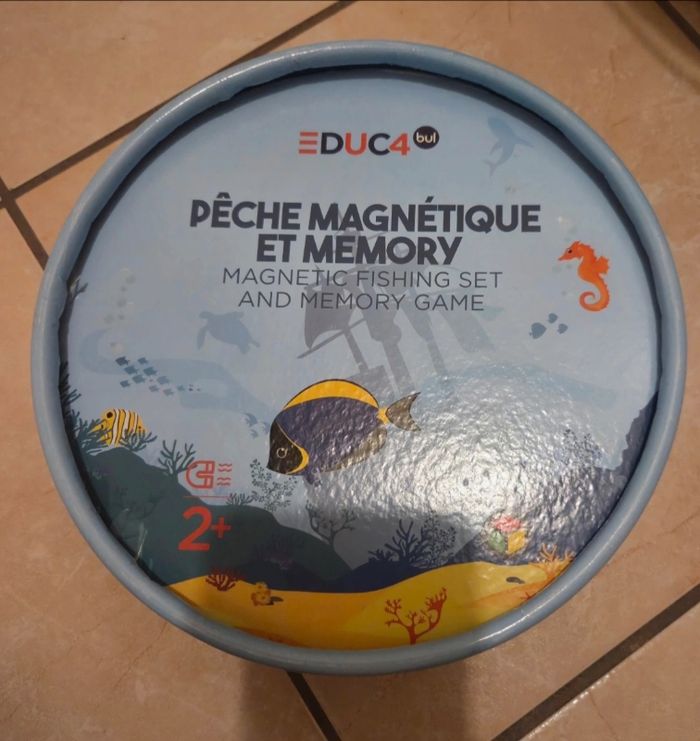 EDUC4 bul
PÊCHE MAGNÉTIQUE
ET MEMORY
MAGNETIC FISHING SET
AND MEMORY GAME
2+